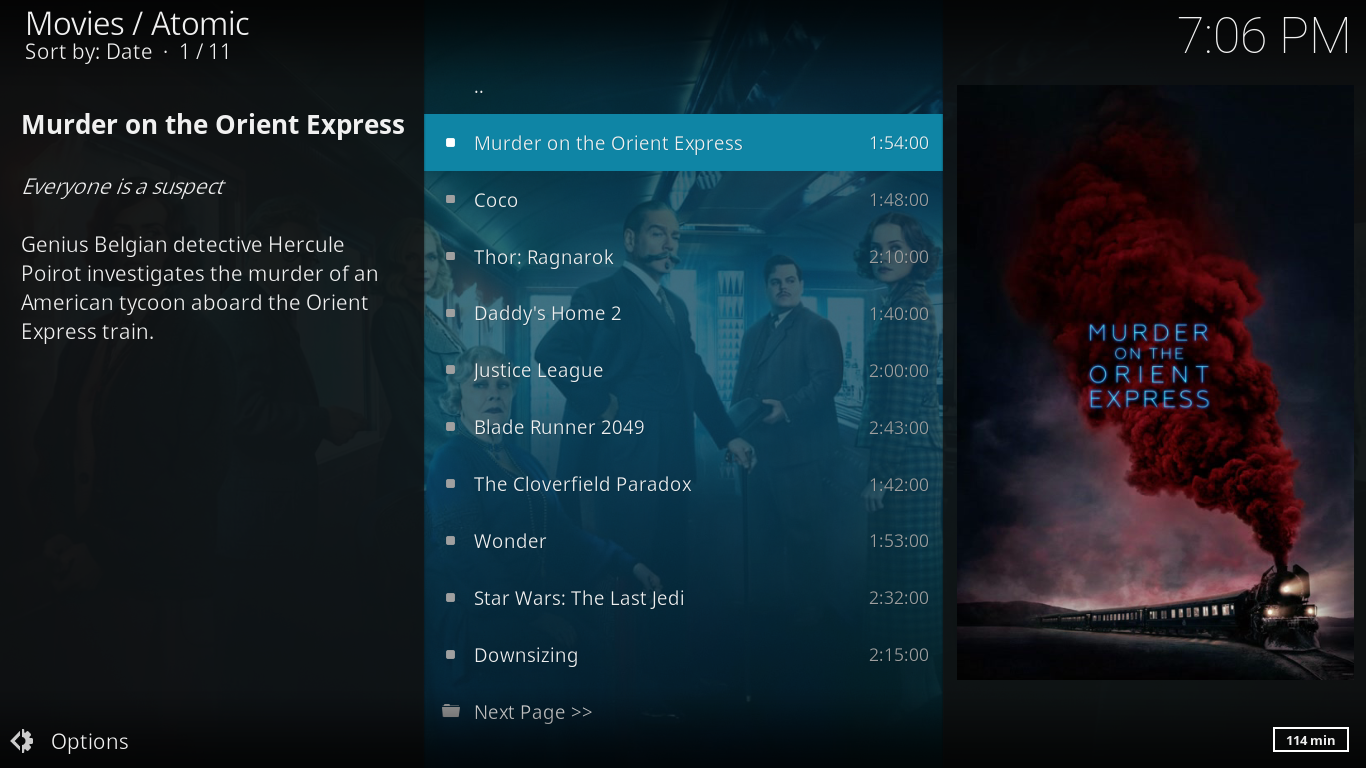 Movies / Atomic
Sort by: Date · 1 / 11
7:06 PM
Murder on the Orient Express
Everyone is a suspect
Genius Belgian detective Hercule
Poirot investigates the murder of an
American tycoon aboard the Orient
Express train.
..
Murder on the Orient Express 1:54:00
Coco 1:48:00
Thor: Ragnarok 2:10:00
Daddy's Home 2 1:40:00
Justice League 2:00:00
Blade Runner 2049 2:43:00
The Cloverfield Paradox 1:42:00
Wonder 1:53:00
Star Wars: The Last Jedi 2:32:00
Downsizing 2:15:00
Next Page >>
MURDER
ON THE
ORIENT
EXPRESS
Options
114 min